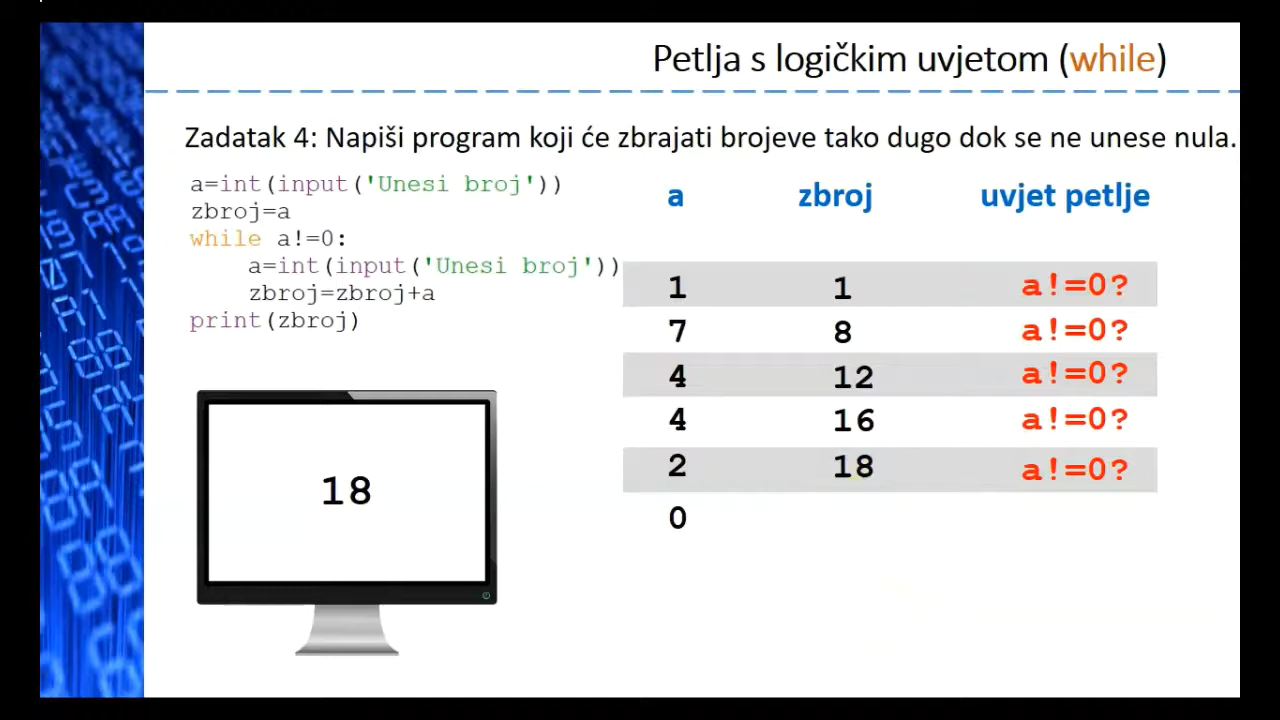 Petlja s logičkim uvjetom (while)
Zadatak 4: Napiši program koji će zbrajati brojeve tako dugo dok se ne unese nula.
a=int(input('Unesi broj'))
zbroj=a
while a!=0:
    a=int(input('Unesi broj'))
    zbroj=zbroj+a
print(zbroj)
18
a zbroj uvjet petlje
1 1 a!=0?
7 8 a!=0?
4 12 a!=0?
4 16 a!=0?
2 18 a!=0?
0